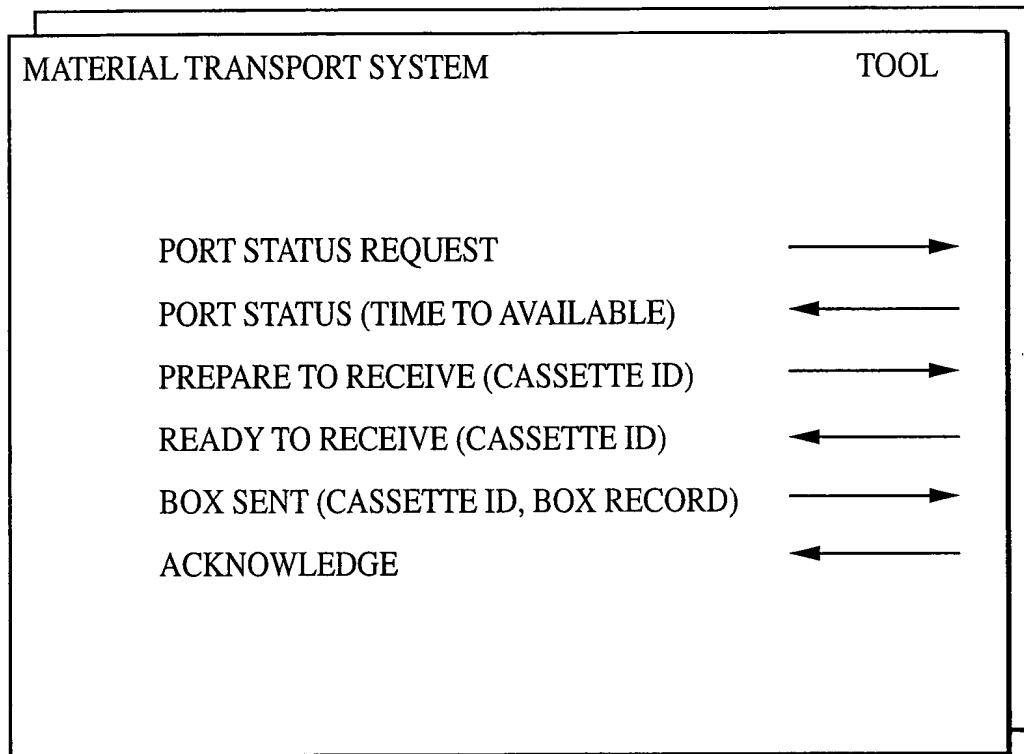 MATERIAL TRANSPORT SYSTEM TOOL
PORT STATUS REQUEST
PORT STATUS (TIME TO AVAILABLE)
PREPARE TO RECEIVE (CASSETTE ID)
READY TO RECEIVE (CASSETTE ID)
BOX SENT (CASSETTE ID, BOX RECORD)
ACKNOWLEDGE